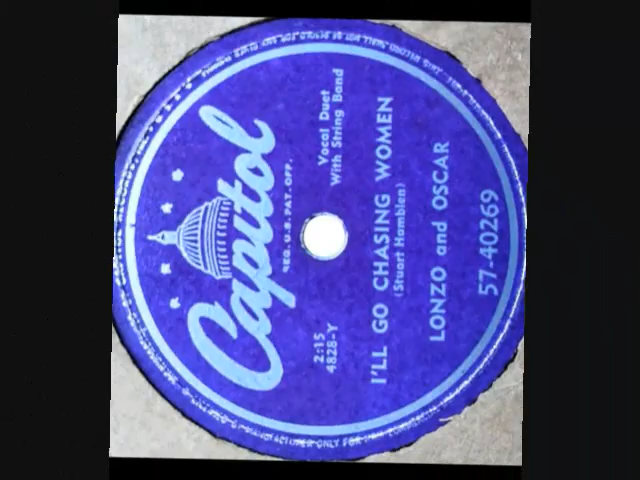 Capitol
REG. U.S. PAT. OFF.
2:15
4828-Y
Vocal Duet
With String Band
I'LL GO CHASING WOMEN
(Stuart Hamblen)
LONZO and OSCAR
57-40269